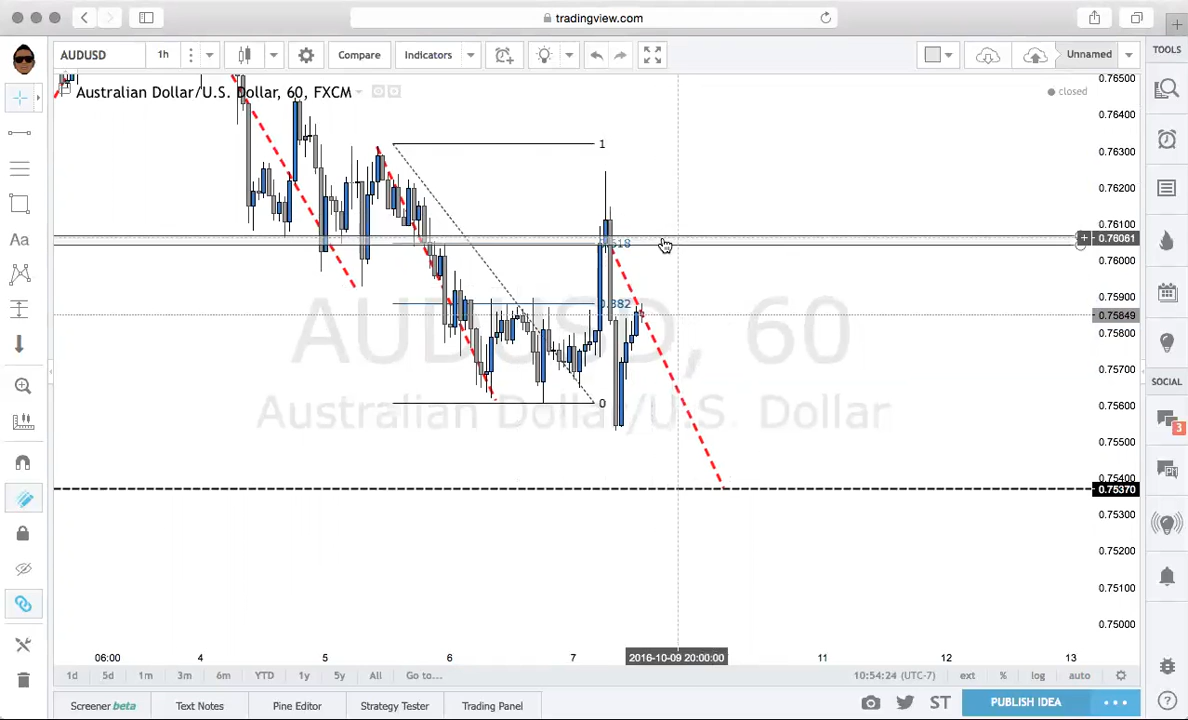 tradingview.com
AUDUSD 1h Compare Indicators Unnamed TOOLS
Australian Dollar/U.S. Dollar, 60, FXCM
closed
0.76500
0.76400
0.76300
0.76200
0.76100
0.76061
0.76000
0.75900
0.75849
0.75800
0.75700
0.75600
0.75500
0.75400
0.75370
0.75300
0.75200
0.75100
0.75000
1
0.382
0
AUDUSD, 60
Australian Dollar/U.S. Dollar
Aa
SOCIAL
3
06:00 4 5 6 7 2016-10-09 20:00:00 11 12 13
1d 5d 1m 3m 6m YTD 1y 5y All Go to... 10:54:24 (UTC-7) ext % log auto
Screener beta Text Notes Pine Editor Strategy Tester Trading Panel ST PUBLISH IDEA